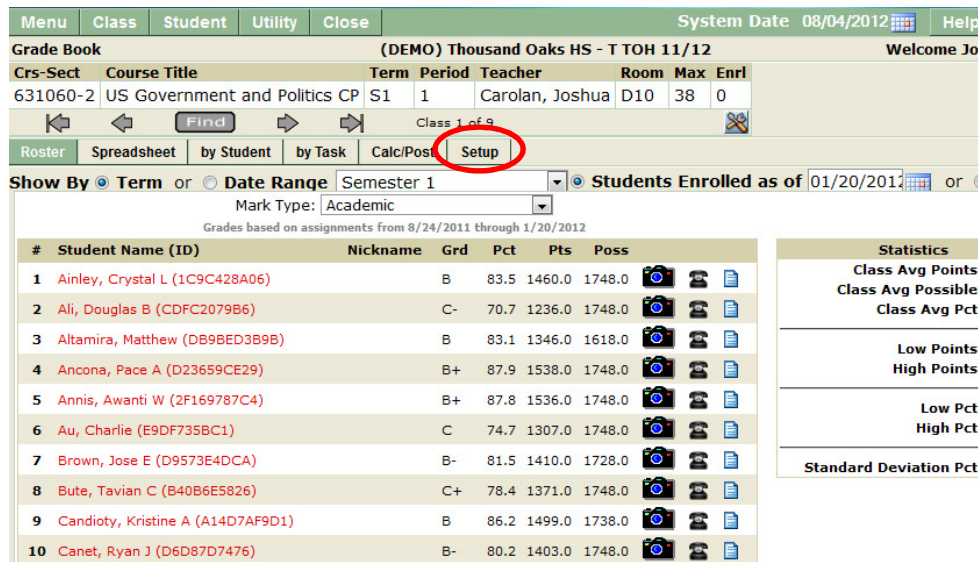 Menu Class Student Utility Close System Date 08/04/2012 Help
Grade Book (DEMO) Thousand Oaks HS - T TOH 11/12 Welcome Jo
Crs-Sect Course Title Term Period Teacher Room Max Enrl
631060-2 US Government and Politics CP S1 1 Carolan, Joshua D10 38 0
Find Class 1 of 9
Roster Spreadsheet by Student by Task Calc/Post Setup
Show By Term or Date Range Semester 1 Students Enrolled as of 01/20/2012 or
Mark Type: Academic
Grades based on assignments from 8/24/2011 through 1/20/2012
# Student Name (ID) Nickname Grd Pct Pts Poss Statistics
1 Ainley, Crystal L (1C9C428A06) B 83.5 1460.0 1748.0 Class Avg Points
Class Avg Possible
2 Ali, Douglas B (CDFC2079B6) C- 70.7 1236.0 1748.0 Class Avg Pct
3 Altamira, Matthew (DB9BED3B9B) B 83.1 1346.0 1618.0 Low Points
4 Ancona, Pace A (D23659CE29) B+ 87.9 1538.0 1748.0 High Points
5 Annis, Awanti W (2F169787C4) B+ 87.8 1536.0 1748.0 Low Pct
6 Au, Charlie (E9DF735BC1) C 74.7 1307.0 1748.0 High Pct
7 Brown, Jose E (D9573E4DCA) B- 81.5 1410.0 1728.0 Standard Deviation Pct
8 Bute, Tavian C (B40B6E5826) C+ 78.4 1371.0 1748.0
9 Candioty, Kristine A (A14D7AF9D1) B 86.2 1499.0 1738.0
10 Canet, Ryan J (D6D87D7476) B- 80.2 1403.0 1748.0